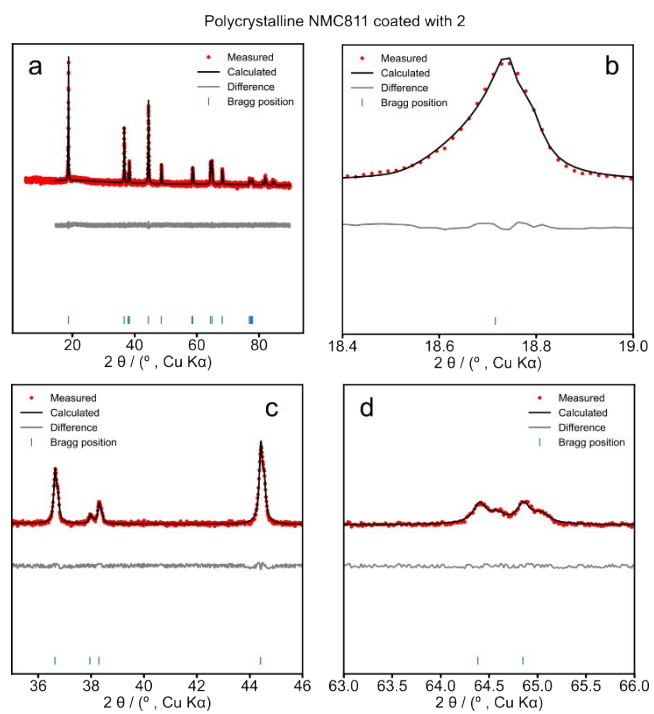 Polycrystalline NMC811 coated with 2
a
Measured
Calculated
Difference
Bragg position
20 40 60 80
2 θ / (º , Cu Kα)
b
Measured
Calculated
Difference
Bragg position
18.4 18.6 18.8 19.0
2 θ / (º , Cu Kα)
c
Measured
Calculated
Difference
Bragg position
36 38 40 42 44 46
2 θ / (º , Cu Kα)
d
Measured
Calculated
Difference
Bragg position
63.0 63.5 64.0 64.5 65.0 65.5 66.0
2 θ / (º , Cu Kα)